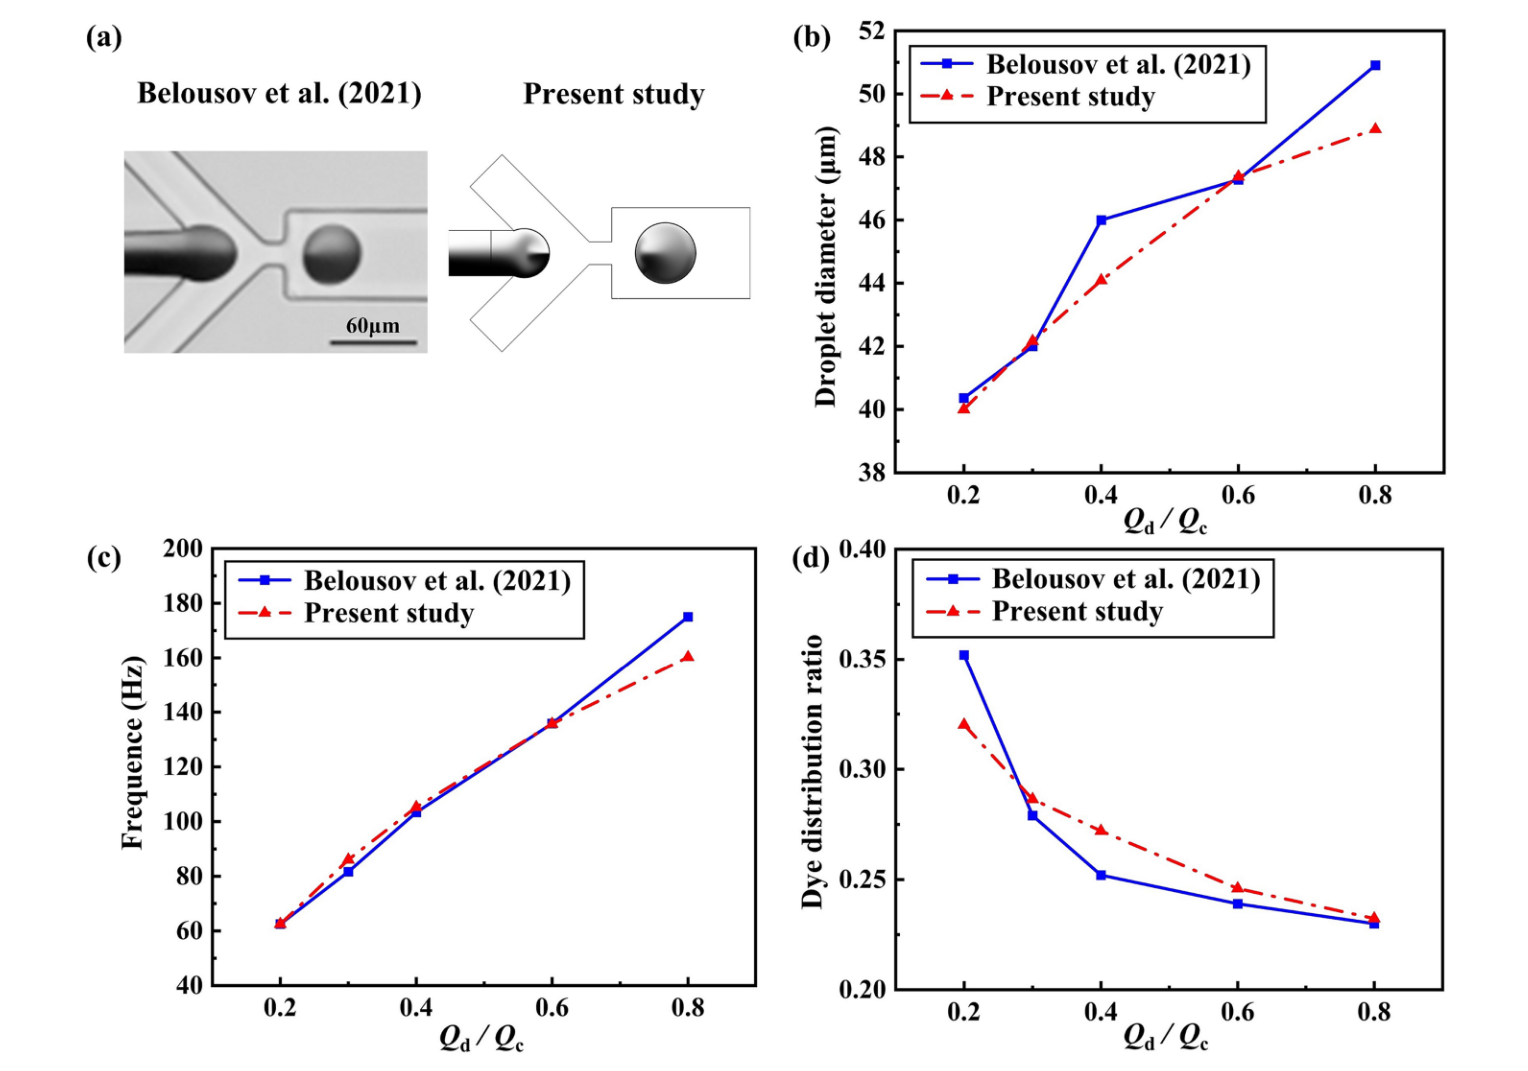 (a)
Belousov et al. (2021)
Present study
60μm
(b)
52
50
48
46
44
42
40
38
Droplet diameter (μm)
Belousov et al. (2021)
Present study
0.2 0.4 0.6 0.8
Qd / Qc
(c)
200
180
160
140
120
100
80
60
40
Frequence (Hz)
Belousov et al. (2021)
Present study
0.2 0.4 0.6 0.8
Qd / Qc
(d)
0.40
0.35
0.30
0.25
0.20
Dye distribution ratio
Belousov et al. (2021)
Present study
0.2 0.4 0.6 0.8
Qd / Qc